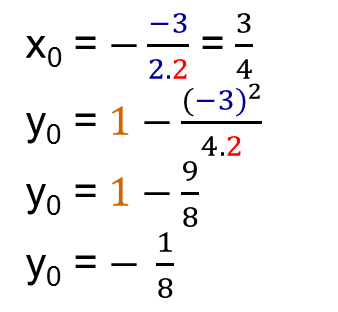 x₀ = − −3/2.2 = 3/4
y₀ = 1 − (−3)²/4.2
y₀ = 1 − 9/8
y₀ = − 1/8